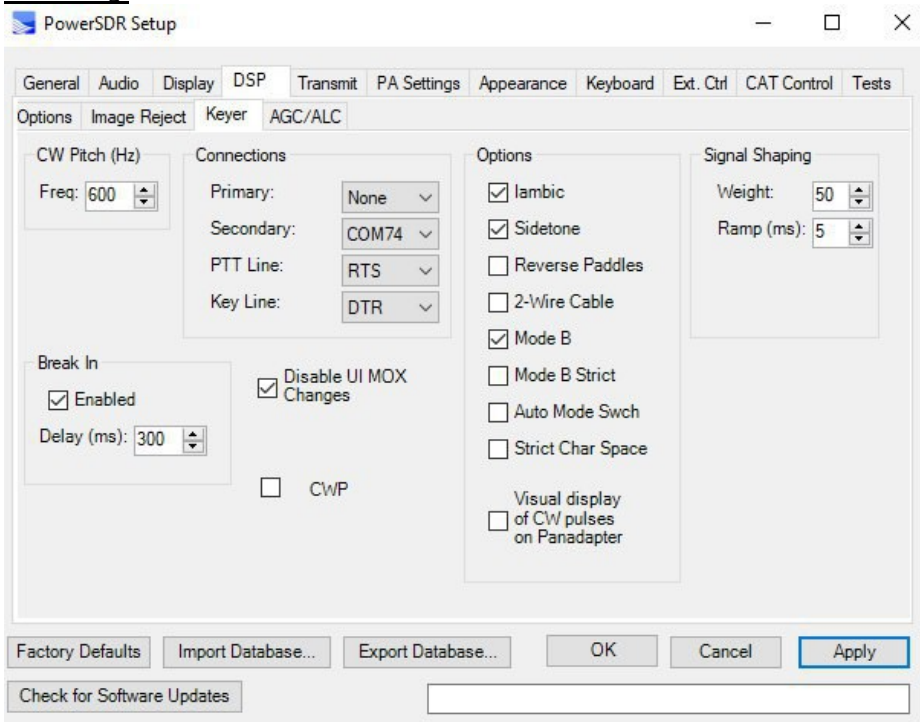 PowerSDR Setup
General Audio Display DSP Transmit PA Settings Appearance Keyboard Ext. Ctrl CAT Control Tests
Options Image Reject Keyer AGC/ALC
CW Pitch (Hz)
Freq: 600
Connections
Primary: None
Secondary: COM74
PTT Line: RTS
Key Line: DTR
Options
Iambic
Sidetone
Reverse Paddles
2-Wire Cable
Mode B
Mode B Strict
Auto Mode Swch
Strict Char Space
Visual display
of CW pulses
on Panadapter
Signal Shaping
Weight: 50
Ramp (ms): 5
Break In
Enabled
Delay (ms): 300
Disable UI MOX
Changes
CWP
Factory Defaults Import Database... Export Database... OK Cancel Apply
Check for Software Updates